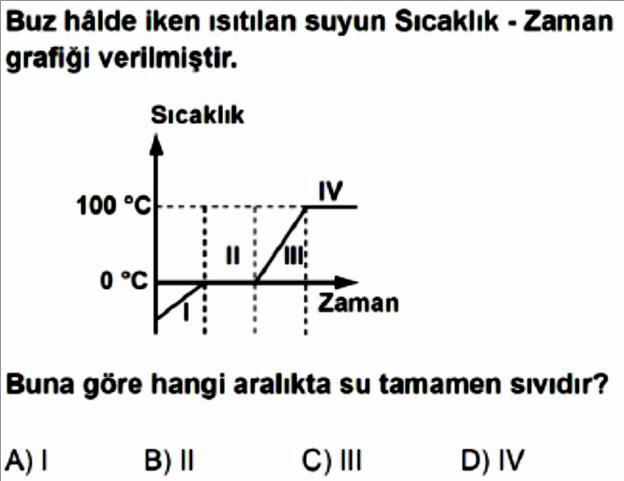 Buz hâlde iken ısıtılan suyun Sıcaklık - Zaman
grafiği verilmiştir.
Sıcaklık
IV
100 °C
II
III
0 °C
Zaman
I
Buna göre hangi aralıkta su tamamen sıvıdır?
A) I B) II C) III D) IV